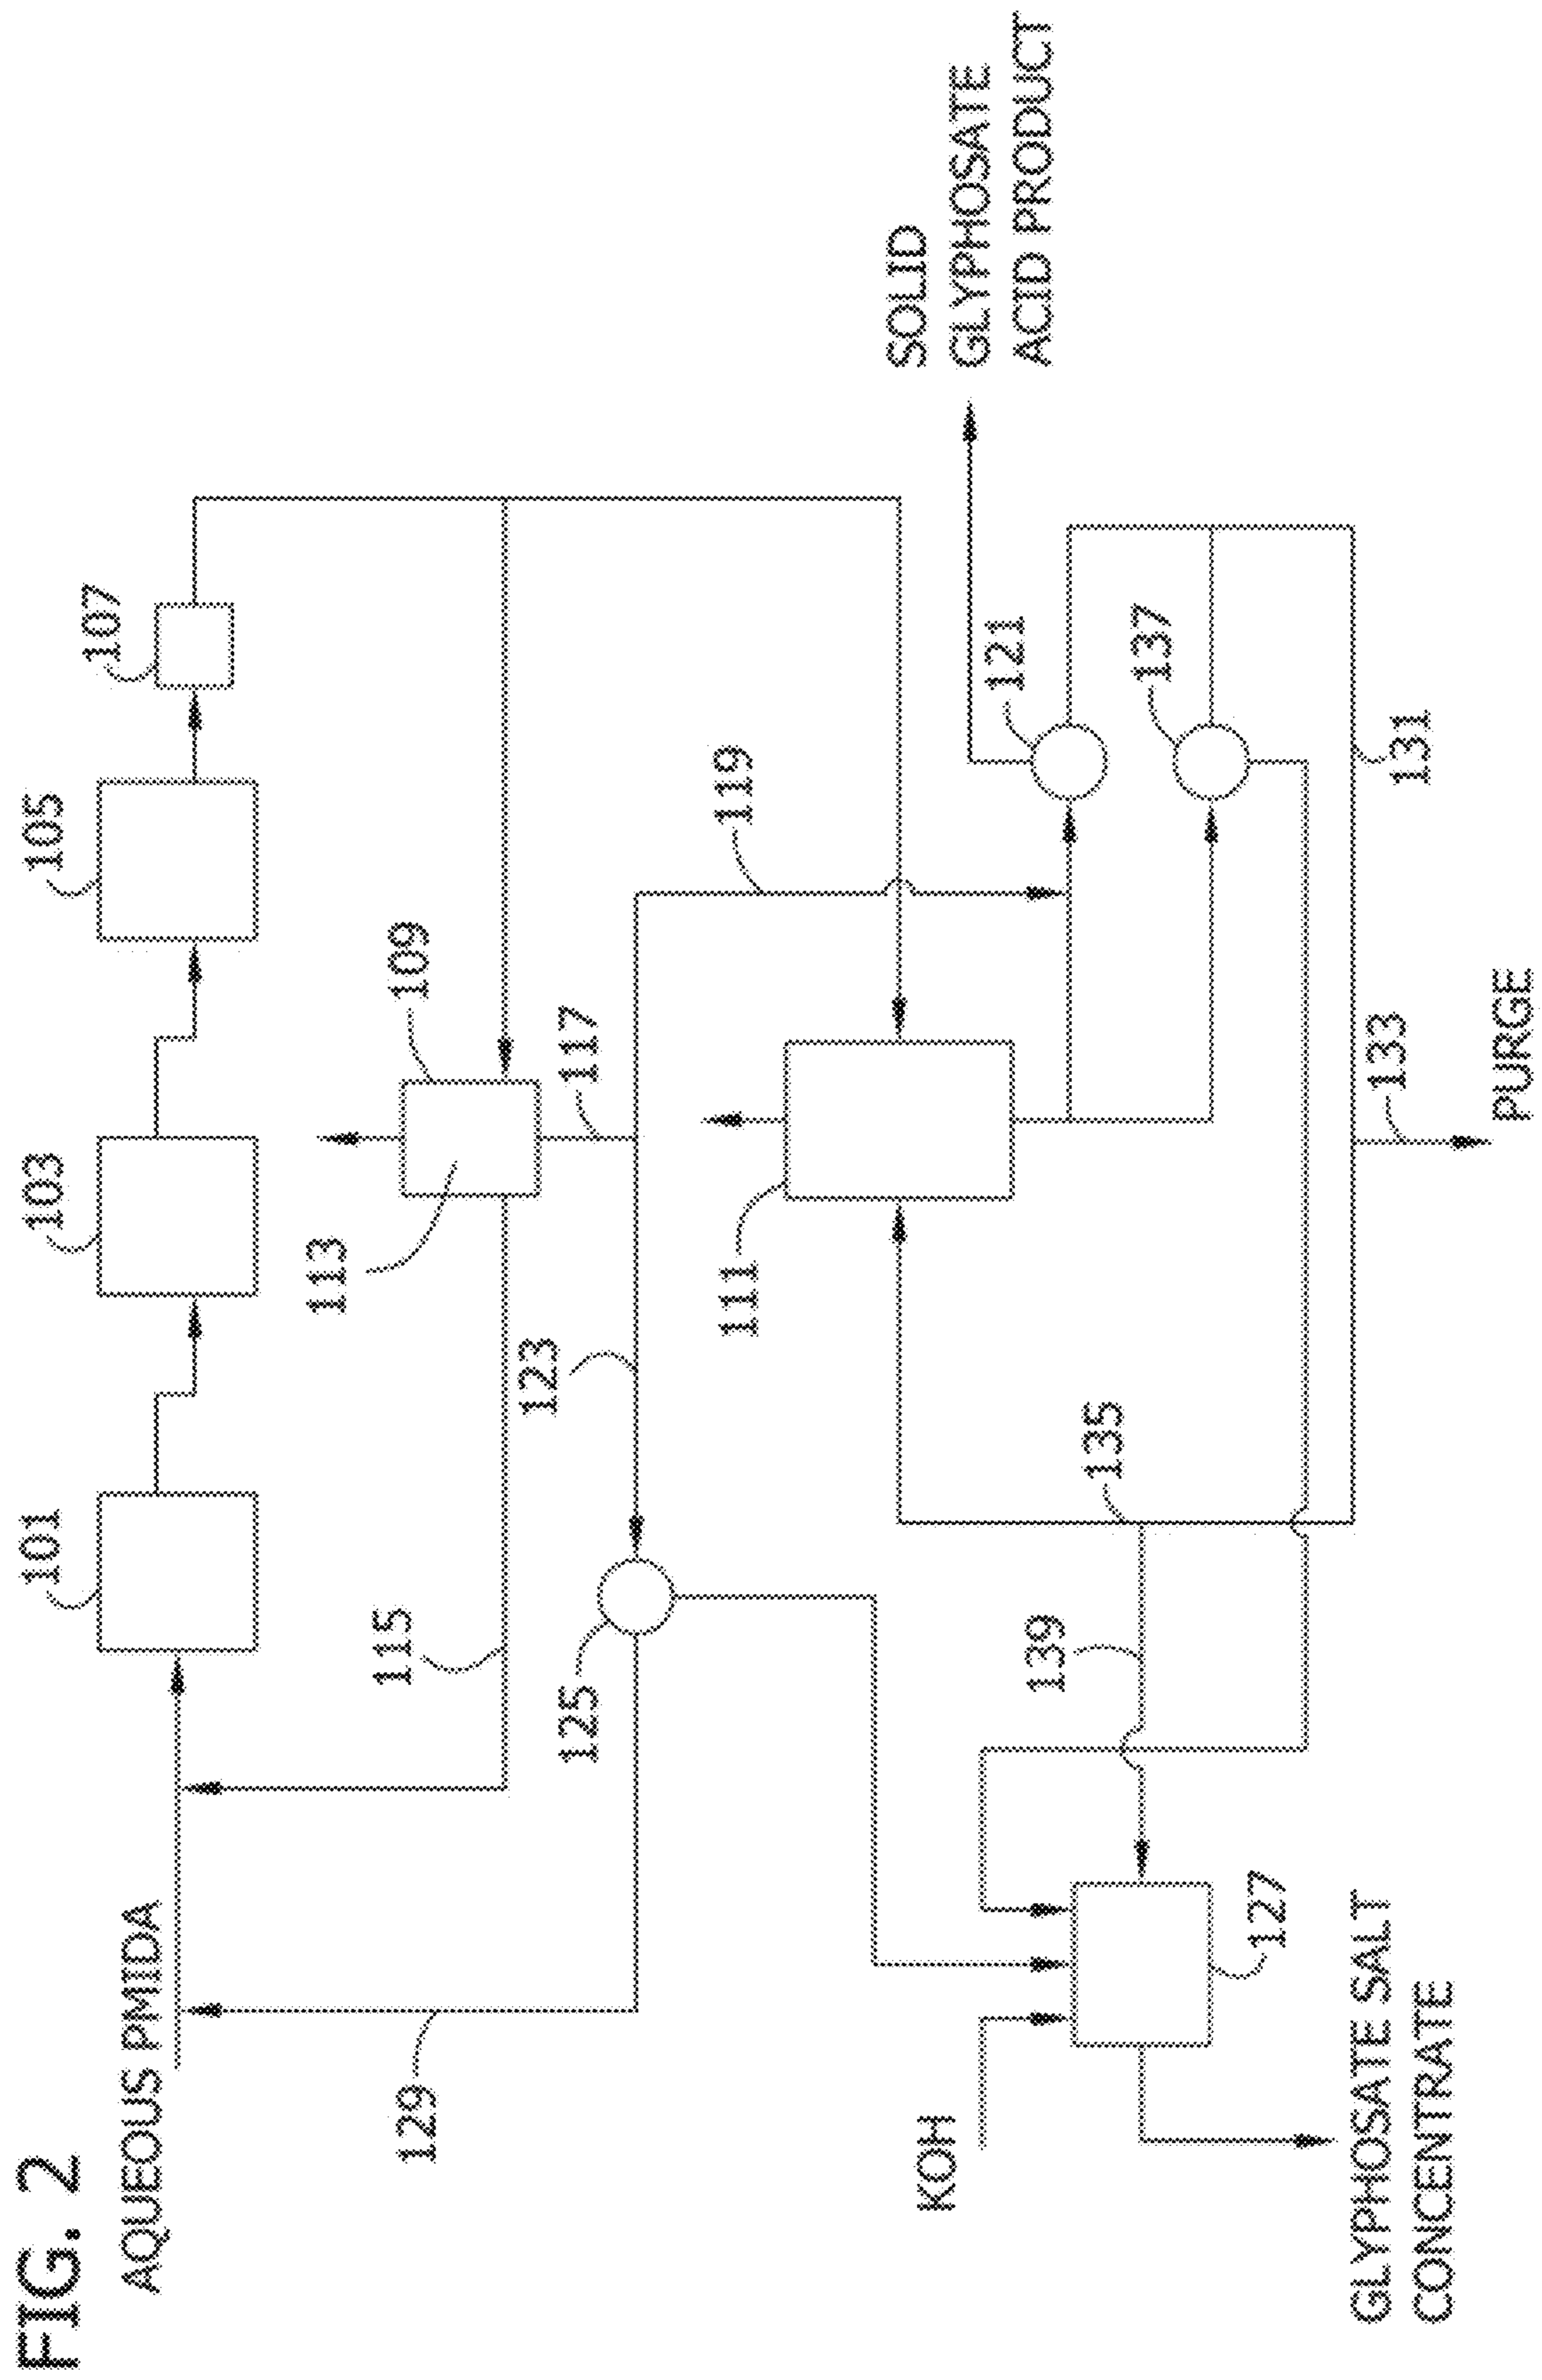 FIG. 2
AQUEOUS PMIDA
101
103
105
107
109
113
115
117
119
123
125
129
111
121
137
SOLID
GLYPHOSATE
ACID PRODUCT
135
139
131
133
PURGE
KOH
127
GLYPHOSATE SALT
CONCENTRATE